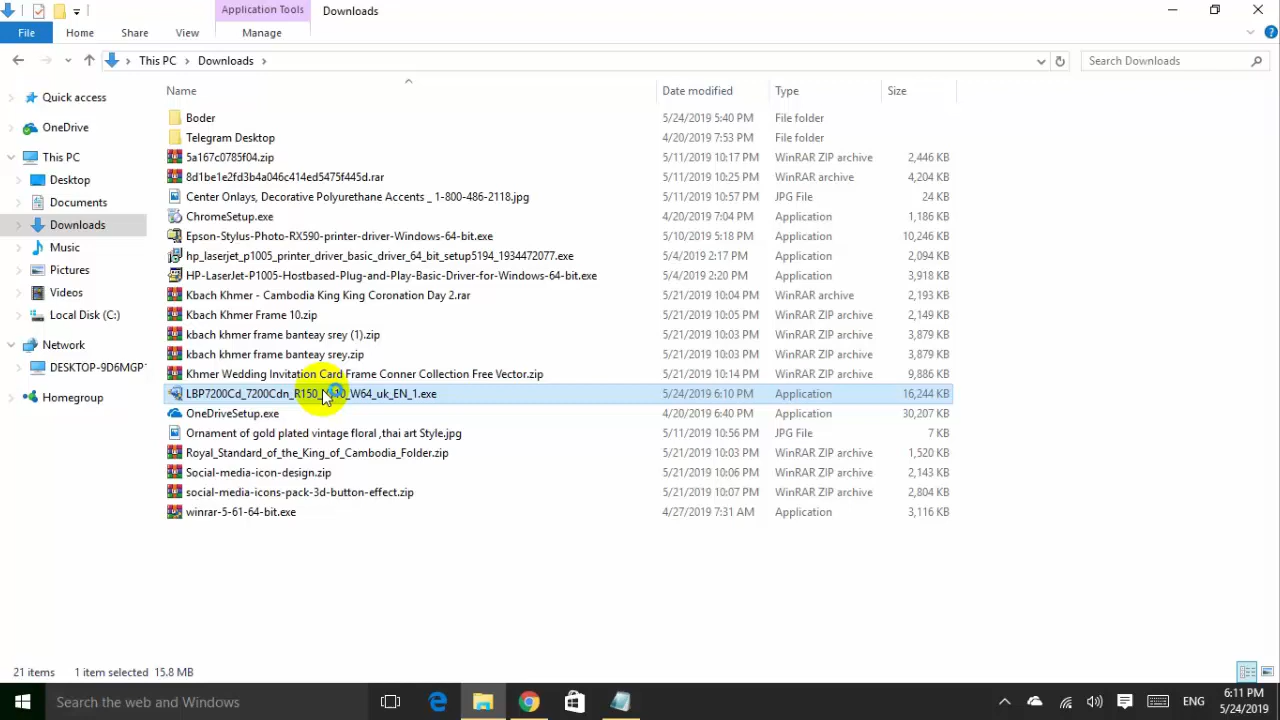 Application Tools Downloads
File Home Share View Manage
This PC Downloads Search Downloads
Name Date modified Type Size
Quick access
OneDrive
This PC
Desktop
Documents
Downloads
Music
Pictures
Videos
Local Disk (C:)
Network
DESKTOP-9D6MGP
Homegroup
Boder 5/24/2019 5:40 PM File folder
Telegram Desktop 4/20/2019 7:53 PM File folder
5a167c0785f04.zip 5/11/2019 10:17 PM WinRAR ZIP archive 2,446 KB
8d1be1e2fd3b4a046c414ed5475f445d.rar 5/11/2019 10:25 PM WinRAR archive 4,204 KB
Center Onlays, Decorative Polyurethane Accents _ 1-800-486-2118.jpg 5/11/2019 10:57 PM JPG File 24 KB
ChromeSetup.exe 4/20/2019 7:04 PM Application 1,186 KB
Epson-Stylus-Photo-RX590-printer-driver-Windows-64-bit.exe 5/10/2019 5:18 PM Application 10,246 KB
hp_laserjet_p1005_printer_driver_basic_driver_64_bit_setup5194_1934472077.exe 5/4/2019 2:17 PM Application 2,094 KB
HP-LaserJet-P1005-Hostbased-Plug-and-Play-Basic-Driver-for-Windows-64-bit.exe 5/4/2019 2:20 PM Application 3,918 KB
Kbach Khmer - Cambodia King King Coronation Day 2.rar 5/21/2019 10:04 PM WinRAR archive 2,193 KB
Kbach Khmer Frame 10.zip 5/21/2019 10:05 PM WinRAR ZIP archive 2,149 KB
kbach khmer frame banteay srey (1).zip 5/21/2019 10:03 PM WinRAR ZIP archive 3,879 KB
kbach khmer frame banteay srey.zip 5/21/2019 10:03 PM WinRAR ZIP archive 3,879 KB
Khmer Wedding Invitation Card Frame Conner Collection Free Vector.zip 5/21/2019 10:14 PM WinRAR ZIP archive 9,886 KB
LBP7200Cd_7200Cdn_R150 W64_uk_EN_1.exe 5/24/2019 6:10 PM Application 16,244 KB
OneDriveSetup.exe 4/20/2019 6:40 PM Application 30,207 KB
Ornament of gold plated vintage floral ,thai art Style.jpg 5/11/2019 10:56 PM JPG File 7 KB
Royal_Standard_of_the_King_of_Cambodia_Folder.zip 5/21/2019 10:03 PM WinRAR ZIP archive 1,520 KB
Social-media-icon-design.zip 5/21/2019 10:06 PM WinRAR ZIP archive 2,143 KB
social-media-icons-pack-3d-button-effect.zip 5/21/2019 10:07 PM WinRAR ZIP archive 2,804 KB
winrar-5-61-64-bit.exe 4/27/2019 7:31 AM Application 3,116 KB
21 items 1 item selected 15.8 MB
Search the web and Windows ENG 6:11 PM
5/24/2019